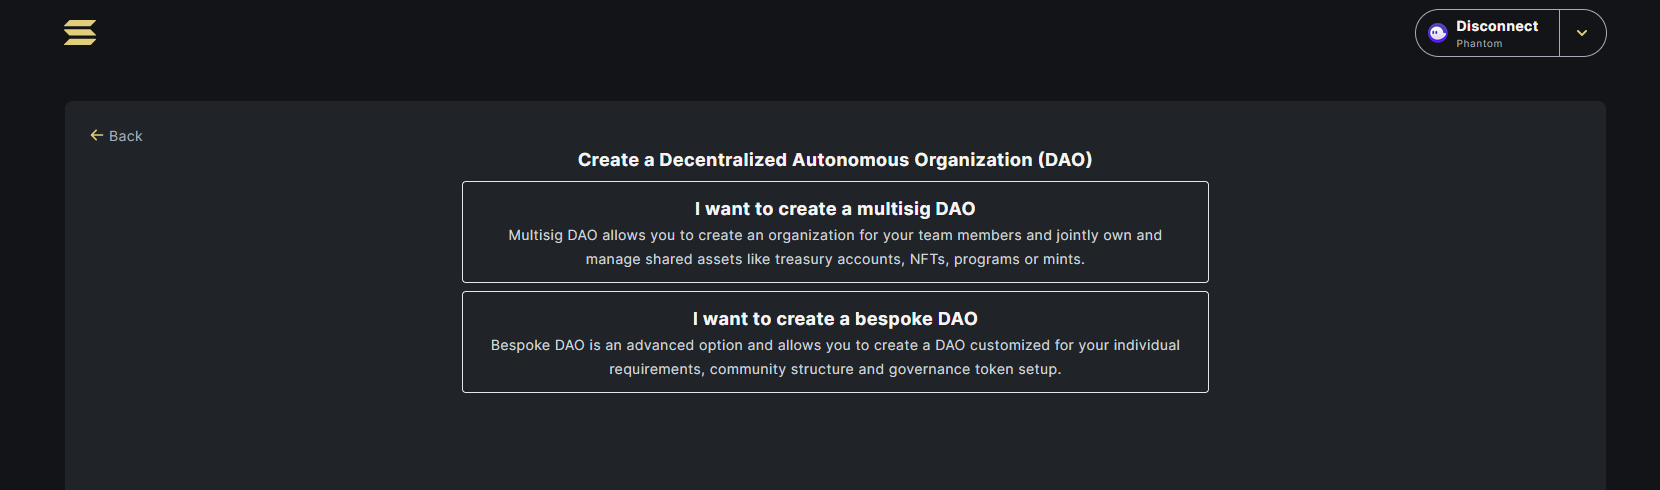 Disconnect
Phantom
Back
Create a Decentralized Autonomous Organization (DAO)
I want to create a multisig DAO
Multisig DAO allows you to create an organization for your team members and jointly own and
manage shared assets like treasury accounts, NFTs, programs or mints.
I want to create a bespoke DAO
Bespoke DAO is an advanced option and allows you to create a DAO customized for your individual
requirements, community structure and governance token setup.